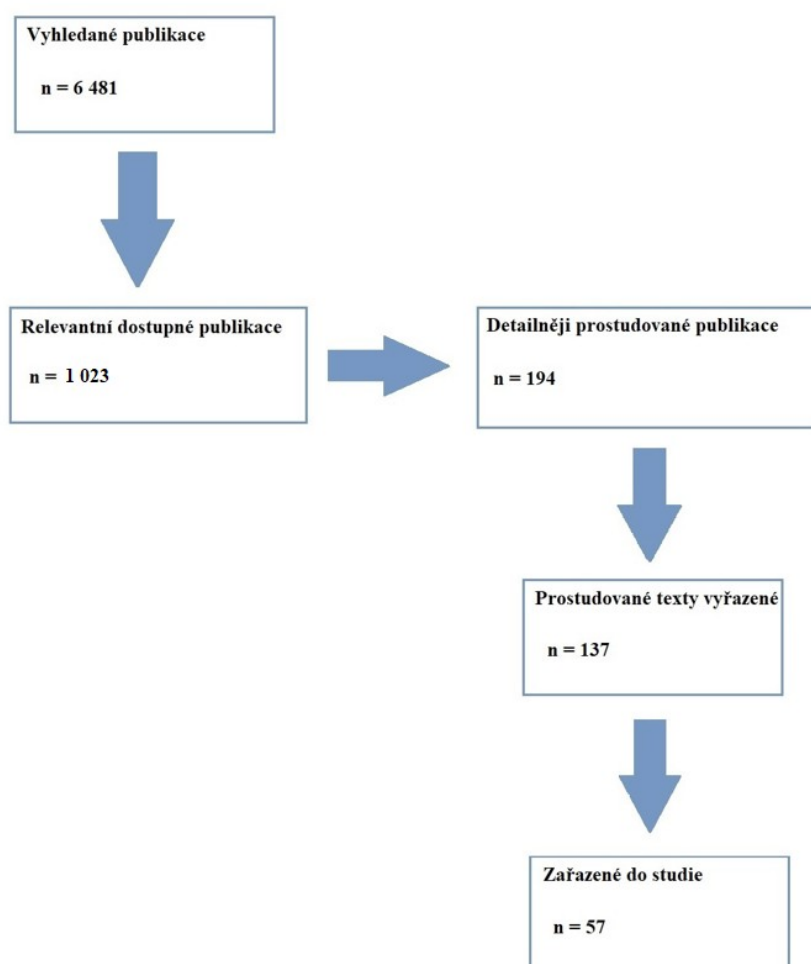 Vyhledané publikace
n = 6 481
Relevantní dostupné publikace
n = 1 023
Detailněji prostudované publikace
n = 194
Prostudované texty vyřazené
n = 137
Zařazené do studie
n = 57